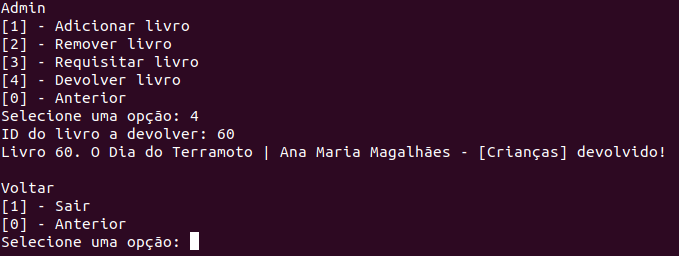 Admin
[1] - Adicionar livro
[2] - Remover livro
[3] - Requisitar livro
[4] - Devolver livro
[0] - Anterior
Selecione uma opção: 4
ID do livro a devolver: 60
Livro 60. O Dia do Terramoto | Ana Maria Magalhães - [Crianças] devolvido!
Voltar
[1] - Sair
[0] - Anterior
Selecione uma opção: